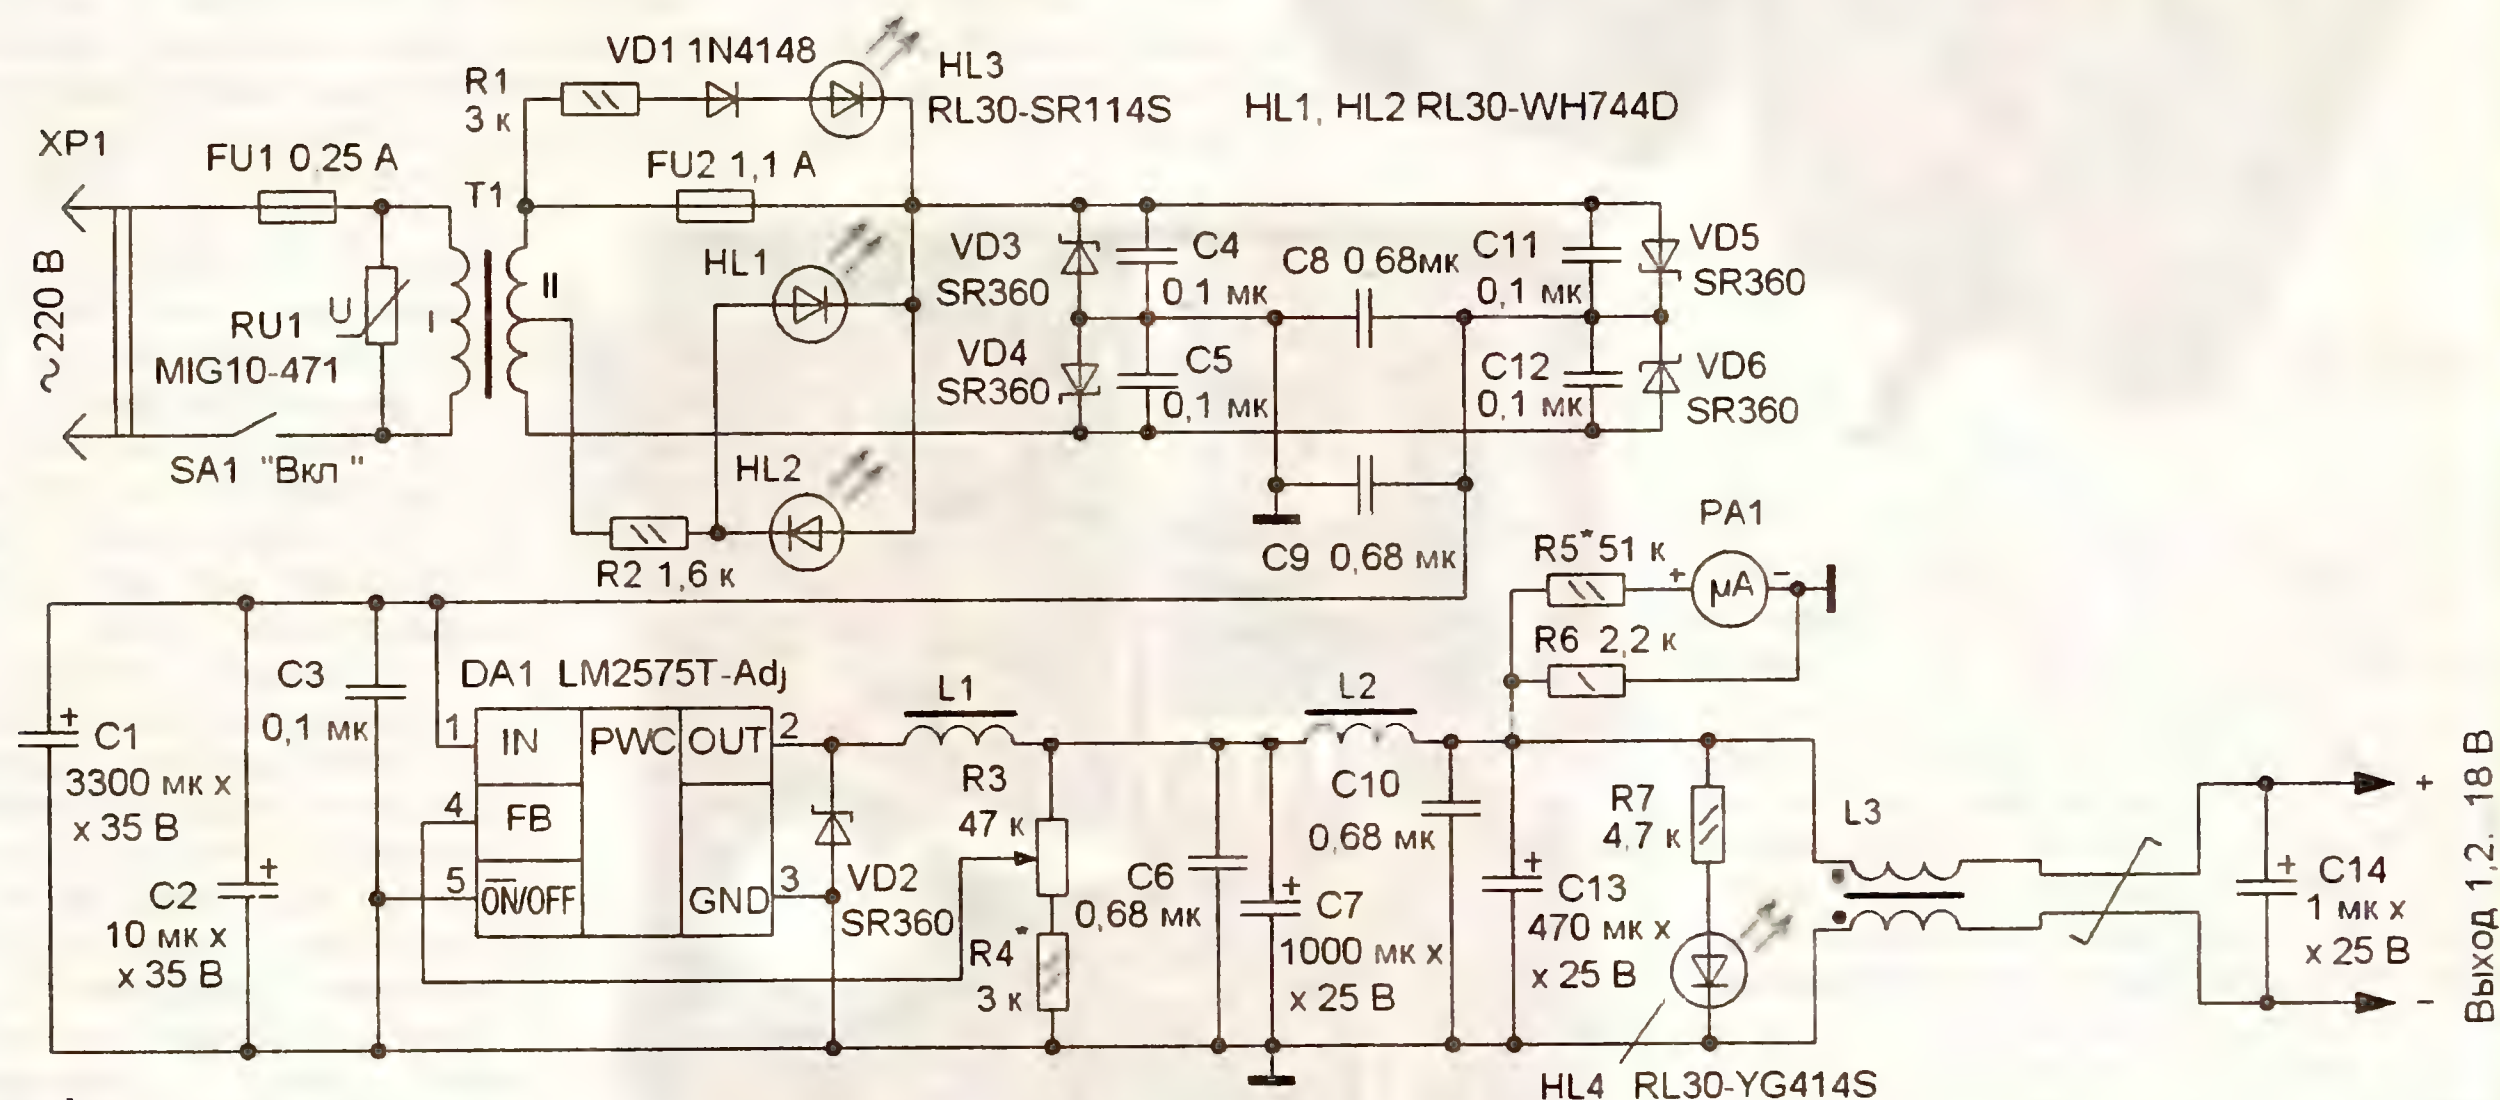 VD1 1N4148
R1
3 к
HL3
RL30-SR114S
HL1, HL2 RL30-WH744D
XP1
FU1 0,25 А
T1
FU2 1,1 А
~220 В
RU1
MIG10-471
U
I
II
HL1
VD3
SR360
C4
0,1 мк
C8 0,68мк
C11
0,1 мк
VD5
SR360
VD4
SR360
C5
0,1 мк
C12
0,1 мк
VD6
SR360
SA1 "Вкл"
HL2
R2 1,6 к
C9 0,68 мк
R5* 51 к
PA1
+
μA
−
R6 2,2 к
C3
0,1 мк
DA1 LM2575T-Adj
1
IN
PWC
OUT
2
4
FB
5
ON/OFF
GND
3
+
C1
3300 мк х
х 35 В
+
C2
10 мк х
х 35 В
VD2
SR360
L1
R3
47 к
R4*
3 к
C6
0,68 мк
+
C7
1000 мк х
х 25 В
L2
C10
0,68 мк
+
C13
470 мк х
х 25 В
R7
4,7 к
HL4 RL30-YG414S
L3
+
C14
1 мк х
х 25 В
+
−
Выход 1,2...18 В